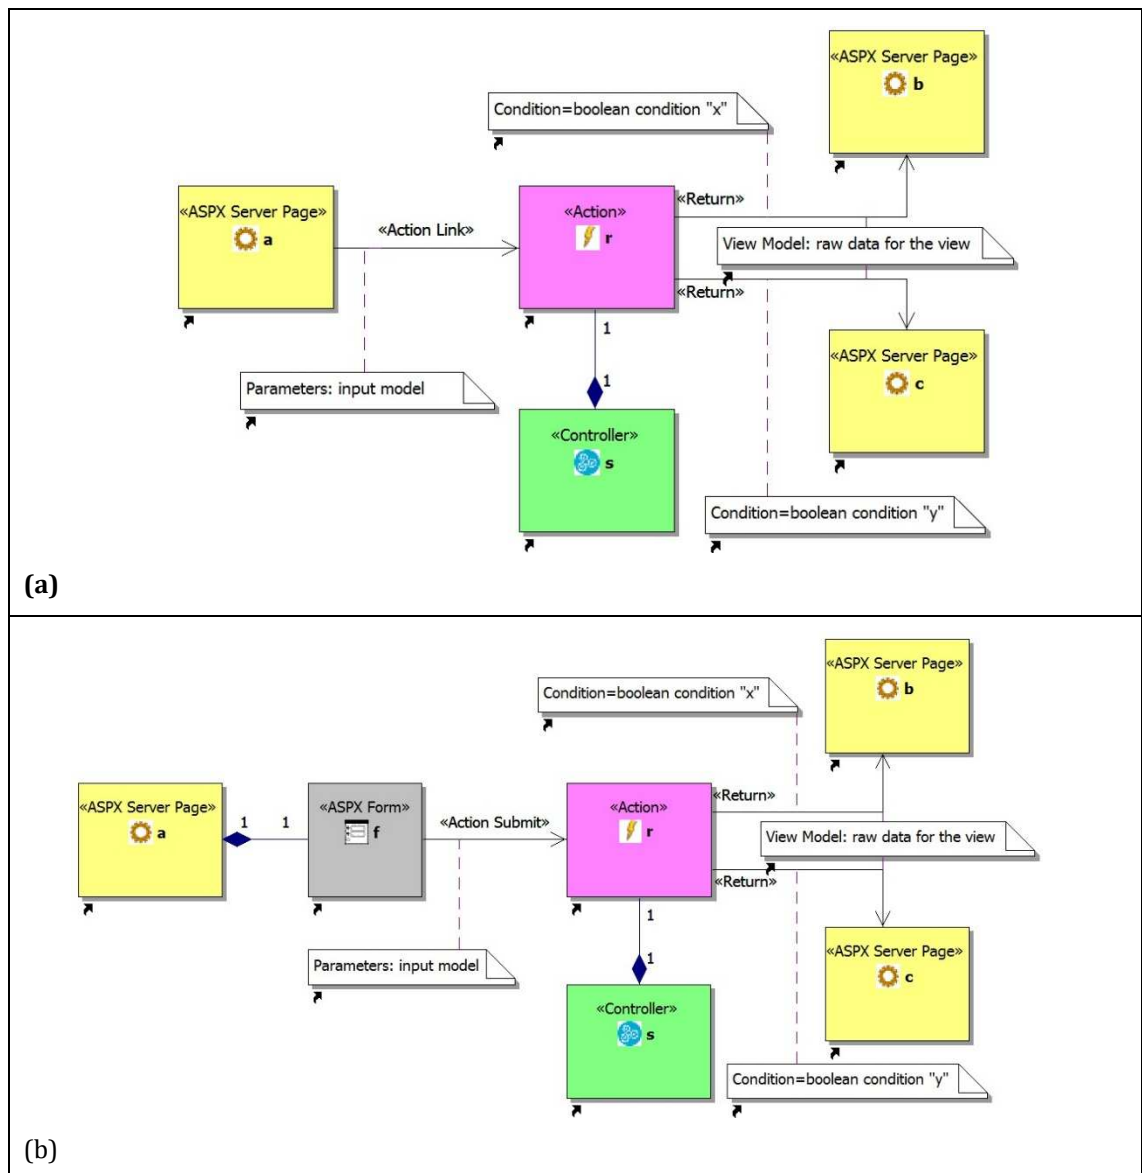 «ASPX Server Page»
b
Condition=boolean condition "x"
«ASPX Server Page»
a
«Action Link»
«Action»
r
«Return»
View Model: raw data for the view
«Return»
1
Parameters: input model
1
«ASPX Server Page»
c
«Controller»
s
Condition=boolean condition "y"
(a)
«ASPX Server Page»
b
Condition=boolean condition "x"
«ASPX Server Page»
a
1
1
«ASPX Form»
f
«Action Submit»
«Action»
r
«Return»
View Model: raw data for the view
«Return»
1
Parameters: input model
1
«ASPX Server Page»
c
«Controller»
s
Condition=boolean condition "y"
(b)